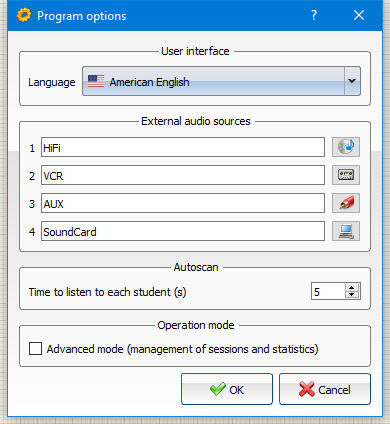 Program options ?
User interface
Language American English
External audio sources
1 HiFi
2 VCR
3 AUX
4 SoundCard
Autoscan
Time to listen to each student (s) 5
Operation mode
Advanced mode (management of sessions and statistics)
OK Cancel